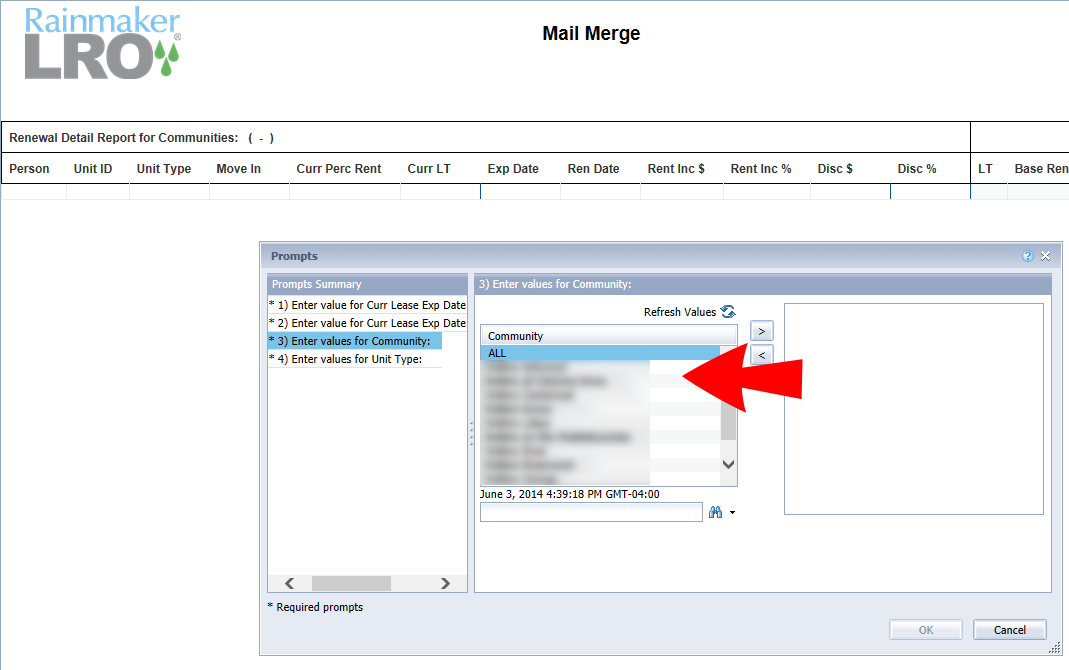 Rainmaker
LRO®
Mail Merge
Renewal Detail Report for Communities: ( - )
Person Unit ID Unit Type Move In Curr Perc Rent Curr LT Exp Date Ren Date Rent Inc $ Rent Inc % Disc $ Disc % LT Base Ren
Prompts
?
Prompts Summary
* 1) Enter value for Curr Lease Exp Date
* 2) Enter value for Curr Lease Exp Date
* 3) Enter values for Community:
* 4) Enter values for Unit Type:
3) Enter values for Community:
Refresh Values
Community
ALL
>
<
June 3, 2014 4:39:18 PM GMT-04:00
* Required prompts
OK Cancel